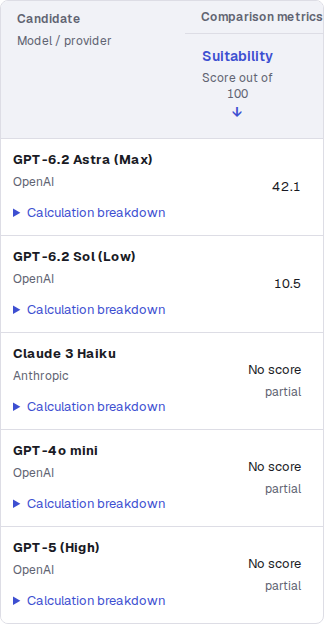 Candidate
Model / provider
Comparison metrics
Suitability
Score out of
100
↓
GPT-6.2 Astra (Max)
OpenAI
▶ Calculation breakdown
42.1
GPT-6.2 Sol (Low)
OpenAI
▶ Calculation breakdown
10.5
Claude 3 Haiku
Anthropic
▶ Calculation breakdown
No score
partial
GPT-4o mini
OpenAI
▶ Calculation breakdown
No score
partial
GPT-5 (High)
OpenAI
▶ Calculation breakdown
No score
partial